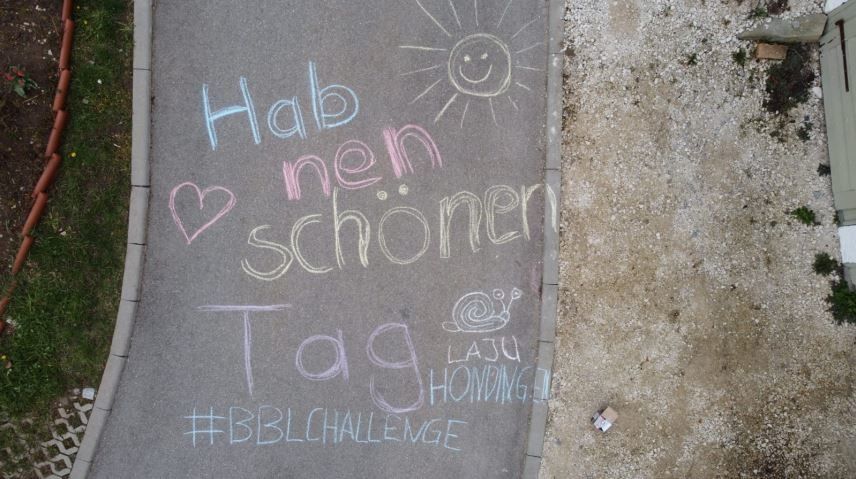 Hab
nen
schönen
Tag
LAJU
HONDINGEN
#BBLCHALLENGE